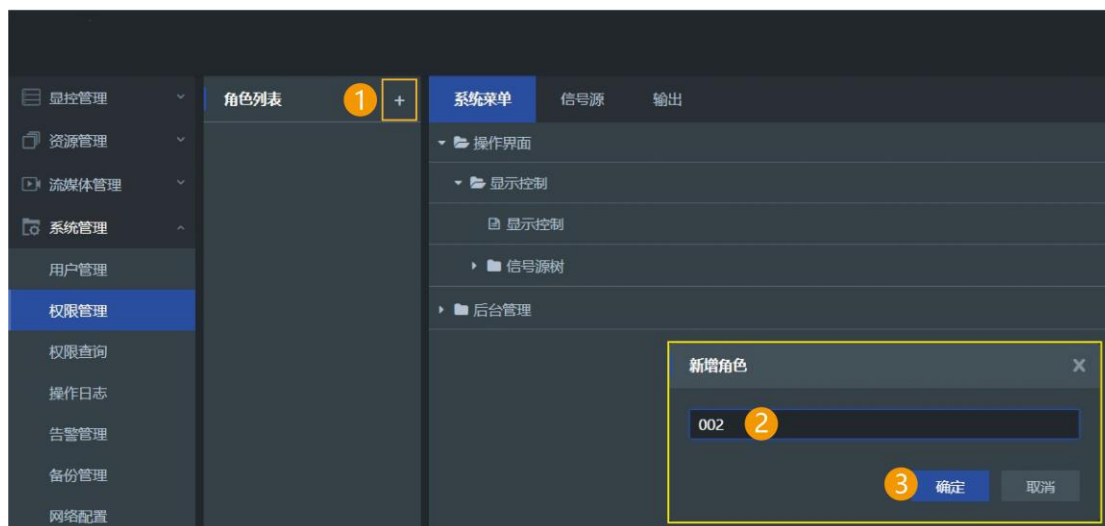 显控管理
资源管理
流媒体管理
系统管理
用户管理
权限管理
权限查询
操作日志
告警管理
备份管理
网络配置
角色列表 1 +
系统菜单 信号源 输出
操作界面
显示控制
显示控制
信号源树
后台管理
新增角色
002 2
3 确定 取消